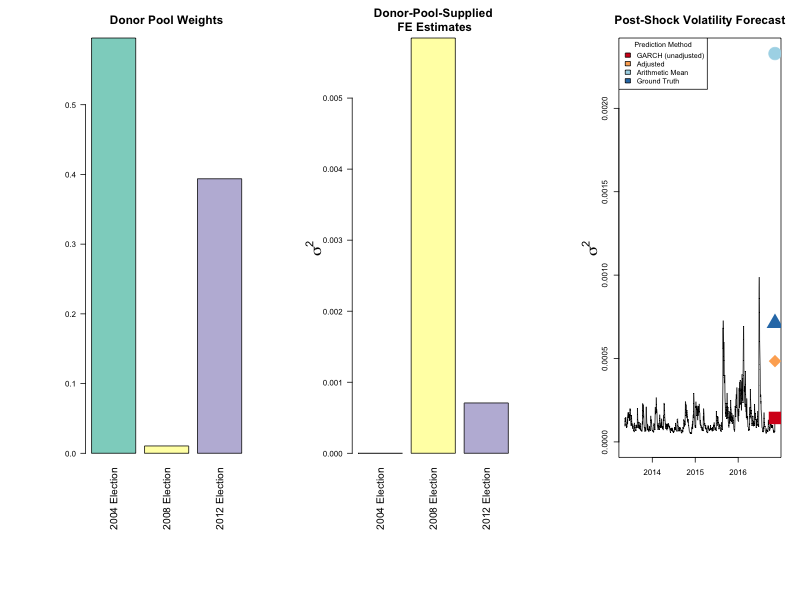 Donor Pool Weights
0.5
0.4
0.3
0.2
0.1
0.0
2004 Election
2008 Election
2012 Election
Donor-Pool-Supplied
FE Estimates
σ²
0.005
0.004
0.003
0.002
0.001
0.000
2004 Election
2008 Election
2012 Election
Post-Shock Volatility Forecast
Prediction Method
GARCH (unadjusted)
Adjusted
Arithmetic Mean
Ground Truth
σ²
0.0020
0.0015
0.0010
0.0005
0.0000
2014
2015
2016